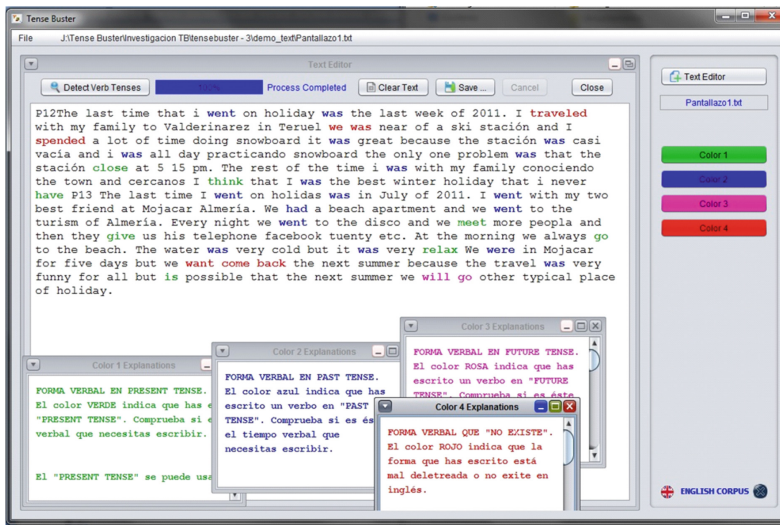 Tense Buster
File J:\Tense Buster\Investigacion TB\tensebuster - 3\demo_text\Pantallazo1.txt
Text Editor
Detect Verb Tenses 100% Process Completed Clear Text Save ... Cancel Close
P12The last time that i went on holiday was the last week of 2011. I traveled
with my family to Valderinarez in Teruel we was near of a ski stación and I
spended a lot of time doing snowboard it was great because the stación was casi
vacía and i was all day practicando snowboard the only one problem was that the
stación close at 5 15 pm. The rest of the time i was with my family conociendo
the town and cercanos I think that I was the best winter holiday that i never
have P13 The last time I went on holidas was in July of 2011. I went with my two
best friend at Mojacar Almería. We had a beach apartment and we went to the
turism of Almería. Every night we went to the disco and we meet more peopla and
then they give us his telephone facebook tuenty etc. At the morning we always go
to the beach. The water was very cold but it was very relax We were in Mojacar
for five days but we want come back the next summer because the travel was very
funny for all but is possible that the next summer we will go other typical place
of holiday.
Text Editor
Pantallazo1.txt
Color 1
Color 2
Color 3
Color 4
Color 1 Explanations
FORMA VERBAL EN PRESENT TENSE.
El color VERDE indica que has e
"PRESENT TENSE". Comprueba si e
verbal que necesitas escribir.
El "PRESENT TENSE" se puede usa
Color 2 Explanations
FORMA VERBAL EN PAST TENSE.
El color azul indica que has
escrito un verbo en "PAST
TENSE". Comprueba si es és
el tiempo verbal que
necesitas escribir.
Color 3 Explanations
FORMA VERBAL EN FUTURE TENSE.
El color ROSA indica que has
escrito un verbo en "FUTURE
TENSE". Comprueba si es éste
Color 4 Explanations
FORMA VERBAL QUE "NO EXISTE".
El color ROJO indica que la
forma que has escrito está
mal deletreada o no exite en
inglés.
ENGLISH CORPUS